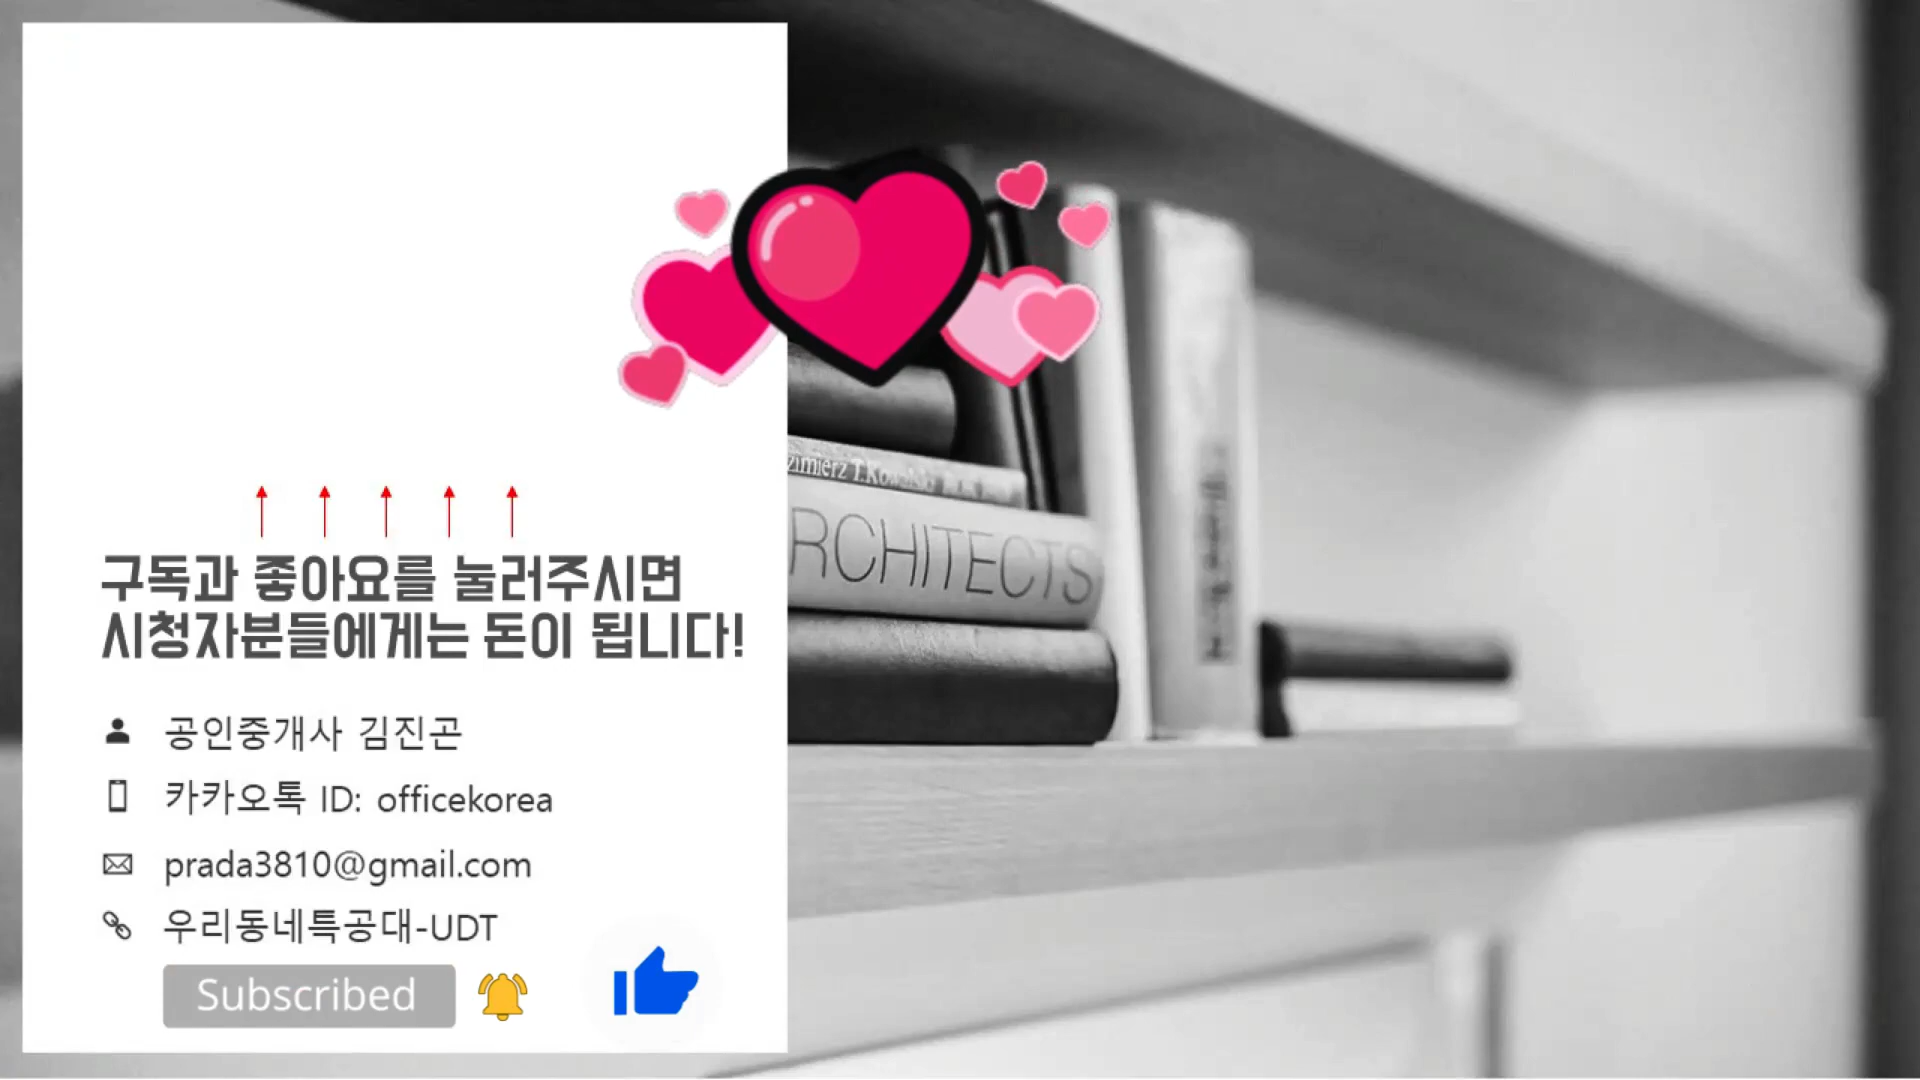 구독과 좋아요를 눌러주시면
시청자분들에게는 돈이 됩니다!
공인중개사 김진곤
카카오톡 ID: officekorea
prada3810@gmail.com
우리동네특공대-UDT
Subscribed
zimierz T.Kowalski
RCHITECTS